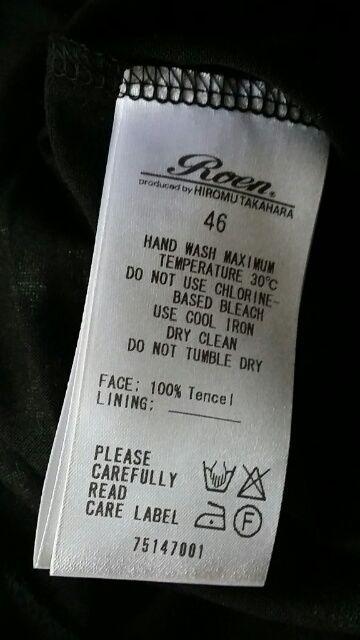 Roen.
produced by HIROMU TAKAHARA
46
HAND WASH MAXIMUM
TEMPERATURE 30°C
DO NOT USE CHLORINE-
BASED BLEACH
USE COOL IRON
DRY CLEAN
DO NOT TUMBLE DRY
FACE: 100% Tencel
LINING: ________
PLEASE
CAREFULLY
READ
CARE LABEL
F
75147001